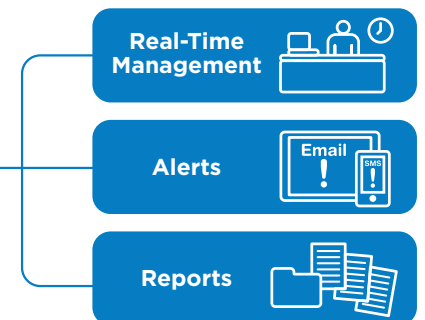 Real-Time
Management
Alerts
Email
!
SMS
!
Reports